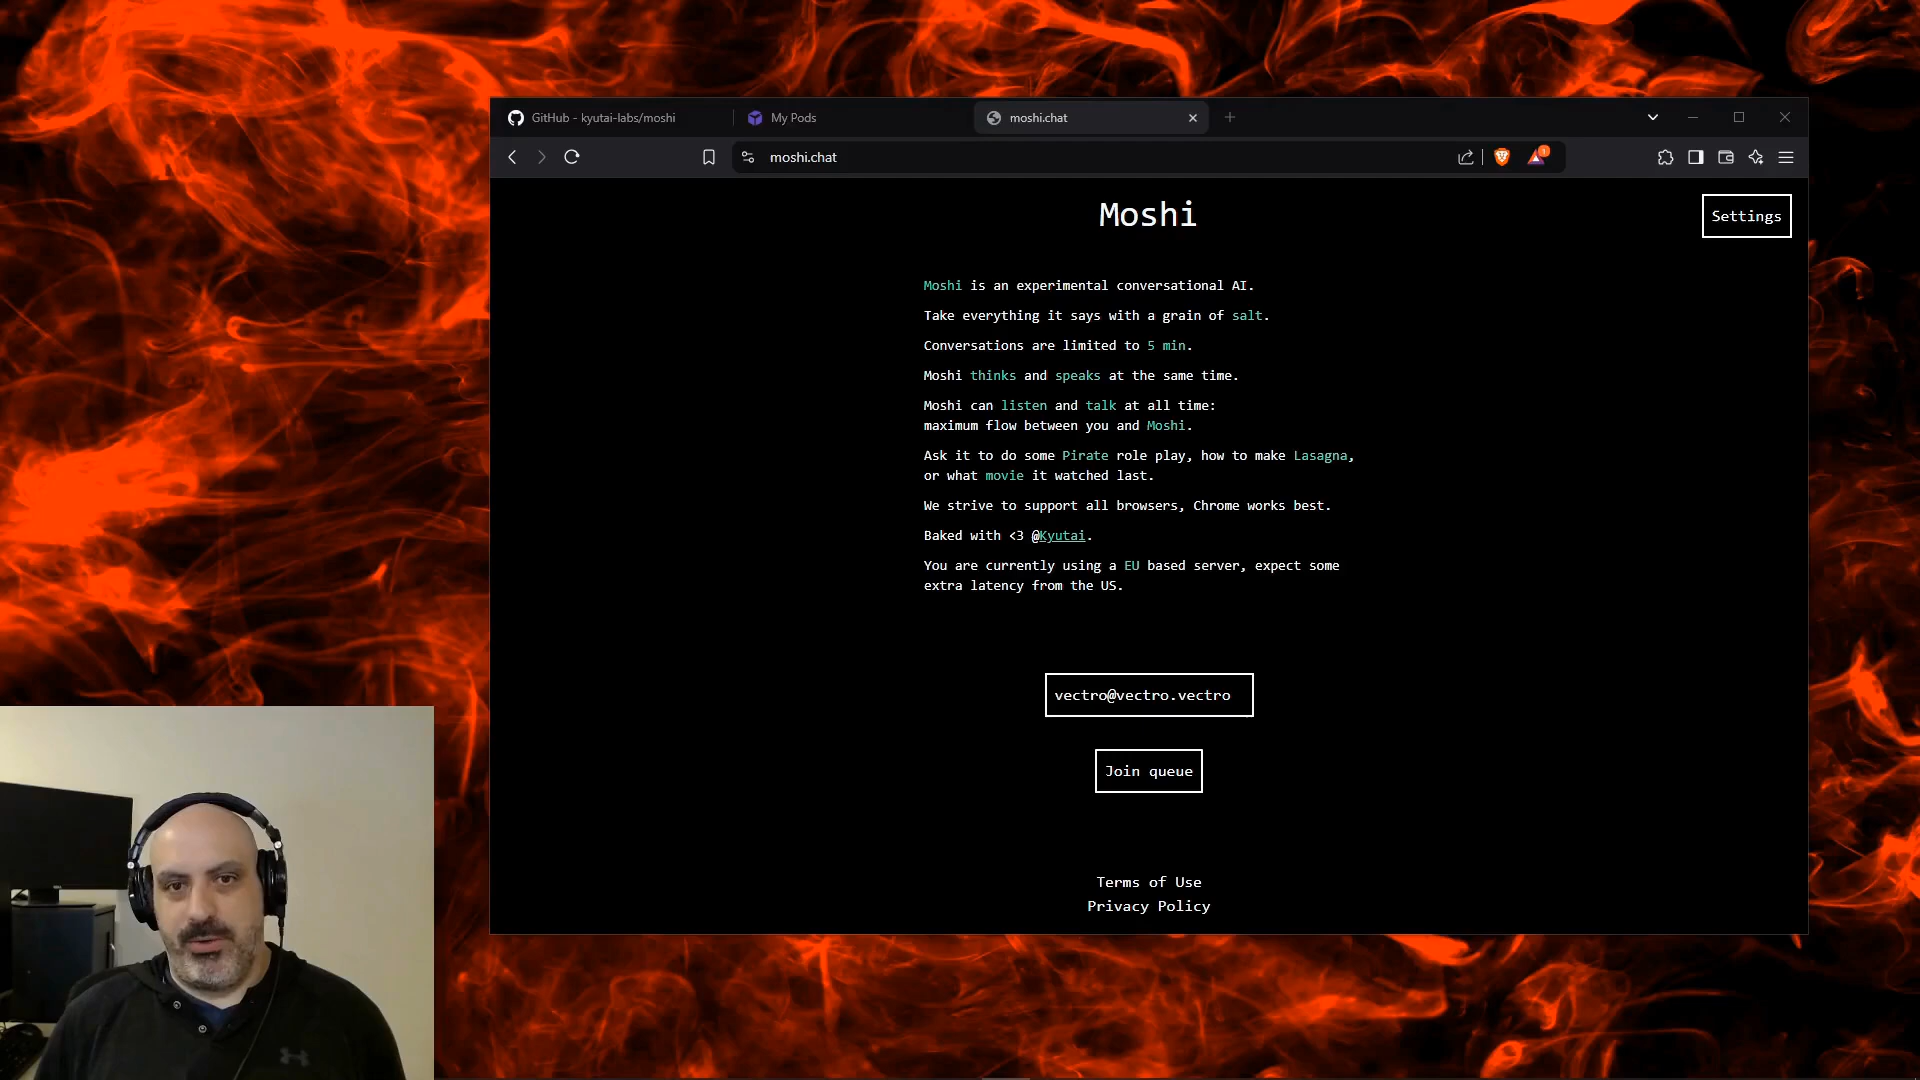 GitHub - kyutai-labs/moshi
My Pods
moshi.chat
moshi.chat
1
Moshi
Settings
Moshi is an experimental conversational AI.
Take everything it says with a grain of salt.
Conversations are limited to 5 min.
Moshi thinks and speaks at the same time.
Moshi can listen and talk at all time:
maximum flow between you and Moshi.
Ask it to do some Pirate role play, how to make Lasagna,
or what movie it watched last.
We strive to support all browsers, Chrome works best.
Baked with <3 @Kyutai.
You are currently using a EU based server, expect some
extra latency from the US.
vectro@vectro.vectro
Join queue
Terms of Use
Privacy Policy